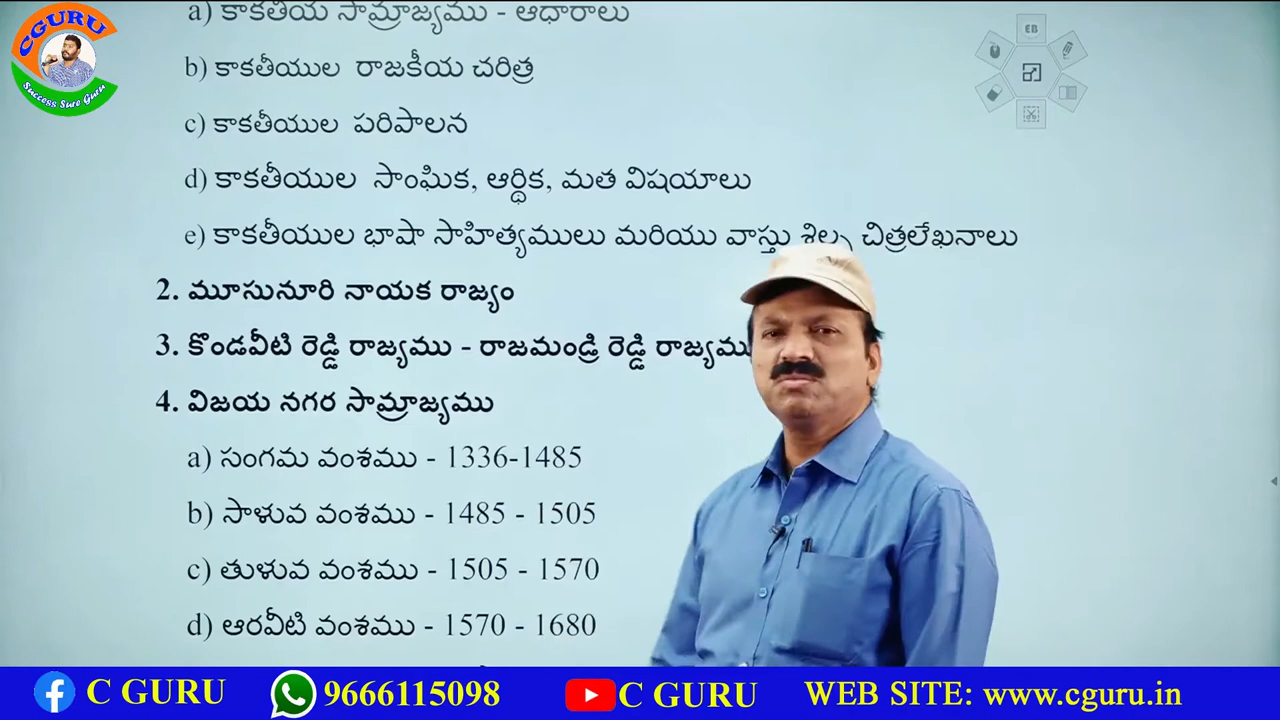 CGURU
Success Sure Guru
EB
a) కాకతీయ సామ్రాజ్యము - ఆధారాలు
b) కాకతీయుల రాజకీయ చరిత్ర
c) కాకతీయుల పరిపాలన
d) కాకతీయుల సాంఘిక, ఆర్థిక, మత విషయాలు
e) కాకతీయుల భాషా సాహిత్యములు మరియు వాస్తు శిల్ప చిత్రలేఖనాలు
2. మూసునూరి నాయక రాజ్యం
3. కొండవీటి రెడ్డి రాజ్యము - రాజమండ్రి రెడ్డి రాజ్యము
4. విజయ నగర సామ్రాజ్యము
a) సంగమ వంశము - 1336-1485
b) సాళువ వంశము - 1485 - 1505
c) తుళువ వంశము - 1505 - 1570
d) ఆరవీటి వంశము - 1570 - 1680
C GURU 9666115098 C GURU WEB SITE: www.cguru.in